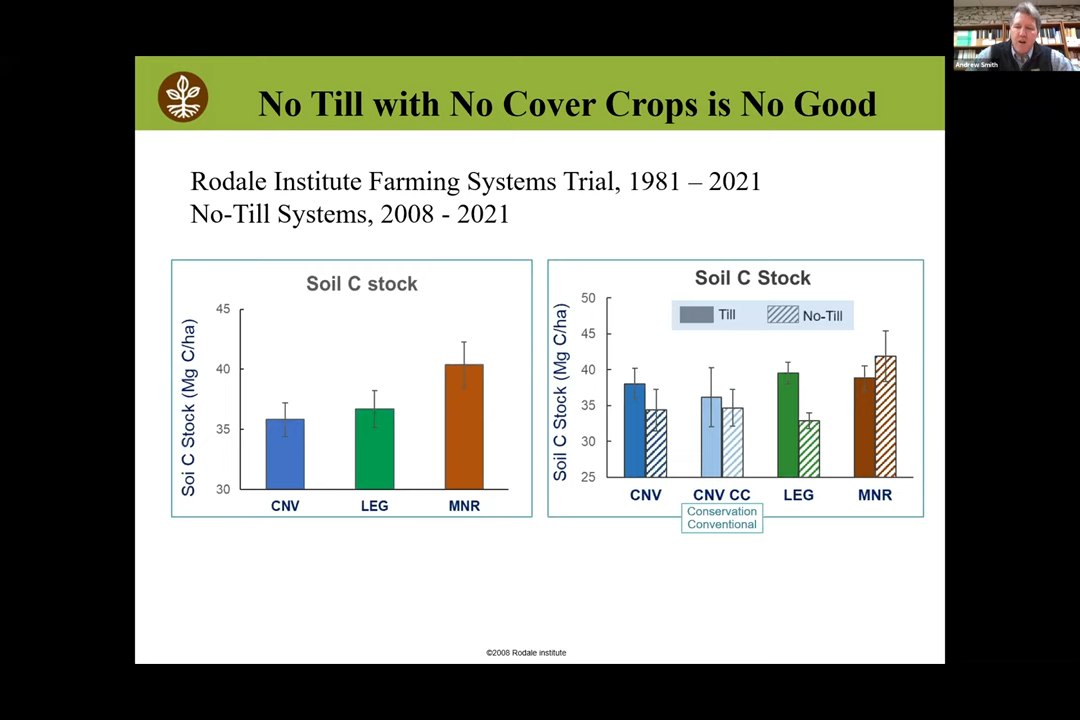 Andrew Smith
No Till with No Cover Crops is No Good
Rodale Institute Farming Systems Trial, 1981 – 2021
No-Till Systems, 2008 - 2021
Soil C stock
Soi C Stock (Mg C/ha)
45
40
35
30
CNV LEG MNR
Soil C Stock
Till No-Till
Soil C Stock (Mg C/ha)
50
45
40
35
30
25
CNV CNV CC LEG MNR
Conservation
Conventional
©2008 Rodale institute